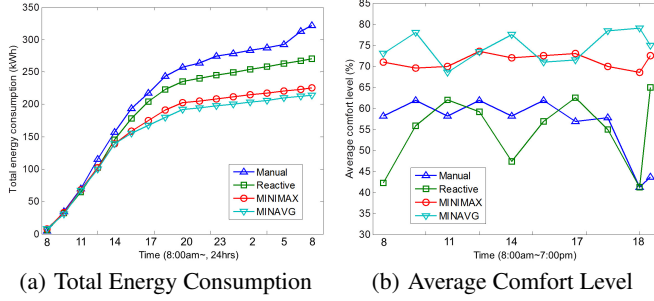 350
300
250
200
150
100
50
0
Total energy consumption (kWh)
Manual
Reactive
MINIMAX
MINAVG
8 11 14 17 20 23 2 5 8
Time (8:00am~, 24hrs)
(a) Total Energy Consumption
85
80
75
70
65
60
55
50
45
40
35
30
Average comfort level (%)
Manual
Reactive
MINIMAX
MINAVG
8 11 14 17 18
Time (8:00am~7:00pm)
(b) Average Comfort Level